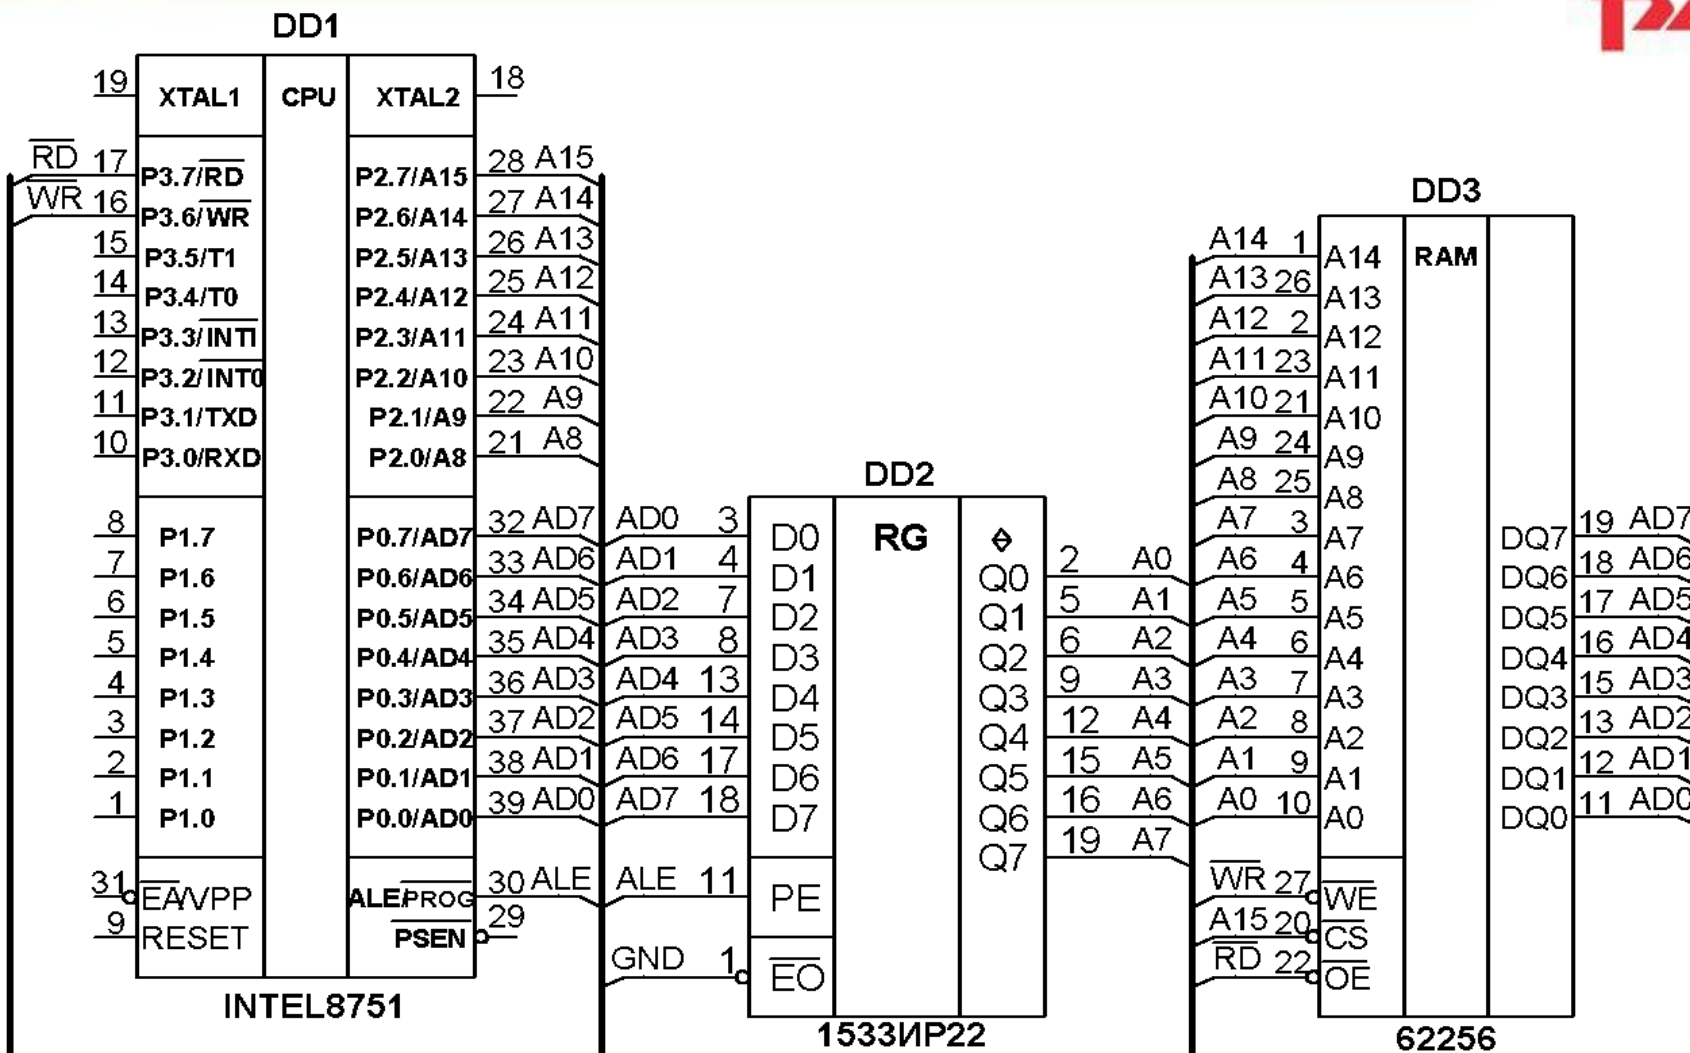 DD1
19 XTAL1 CPU XTAL2 18
RD 17 P3.7/RD P2.7/A15 28 A15
WR 16 P3.6/WR P2.6/A14 27 A14
15 P3.5/T1 P2.5/A13 26 A13
14 P3.4/T0 P2.4/A12 25 A12
13 P3.3/INTI P2.3/A11 24 A11
12 P3.2/INT0 P2.2/A10 23 A10
11 P3.1/TXD P2.1/A9 22 A9
10 P3.0/RXD P2.0/A8 21 A8
8 P1.7 P0.7/AD7 32 AD7
7 P1.6 P0.6/AD6 33 AD6
6 P1.5 P0.5/AD5 34 AD5
5 P1.4 P0.4/AD4 35 AD4
4 P1.3 P0.3/AD3 36 AD3
3 P1.2 P0.2/AD2 37 AD2
2 P1.1 P0.1/AD1 38 AD1
1 P1.0 P0.0/AD0 39 AD0
31 EA/VPP ALE/PROG 30 ALE
9 RESET PSEN 29
INTEL8751
DD2
RG
AD0 3 D0
AD1 4 D1 Q0 2 A0
AD2 7 D2 Q1 5 A1
AD3 8 D3 Q2 6 A2
AD4 13 D4 Q3 9 A3
AD5 14 D5 Q4 12 A4
AD6 17 D6 Q5 15 A5
AD7 18 D7 Q6 16 A6
Q7 19 A7
ALE 11 PE
GND 1 EO
1533ИР22
DD3
A14 1 A14 RAM
A13 26 A13
A12 2 A12
A11 23 A11
A10 21 A10
A9 24 A9
A8 25 A8
A7 3 A7 DQ7 19 AD7
A6 4 A6 DQ6 18 AD6
A5 5 A5 DQ5 17 AD5
A4 6 A4 DQ4 16 AD4
A3 7 A3 DQ3 15 AD3
A2 8 A2 DQ2 13 AD2
A1 9 A1 DQ1 12 AD1
A0 10 A0 DQ0 11 AD0
WR 27 WE
A15 20 CS
RD 22 OE
62256